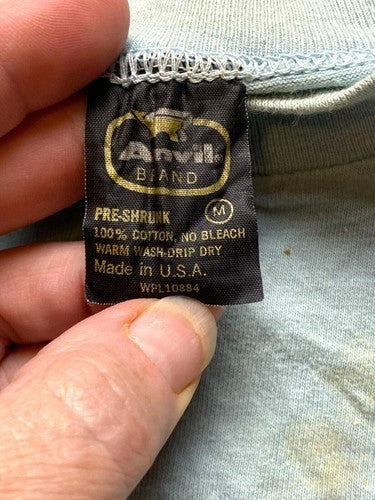 Anvil.
BRAND
PRE-SHRUNK M
100% COTTON, NO BLEACH
WARM WASH-DRIP DRY
Made in U.S.A.
WPL10884